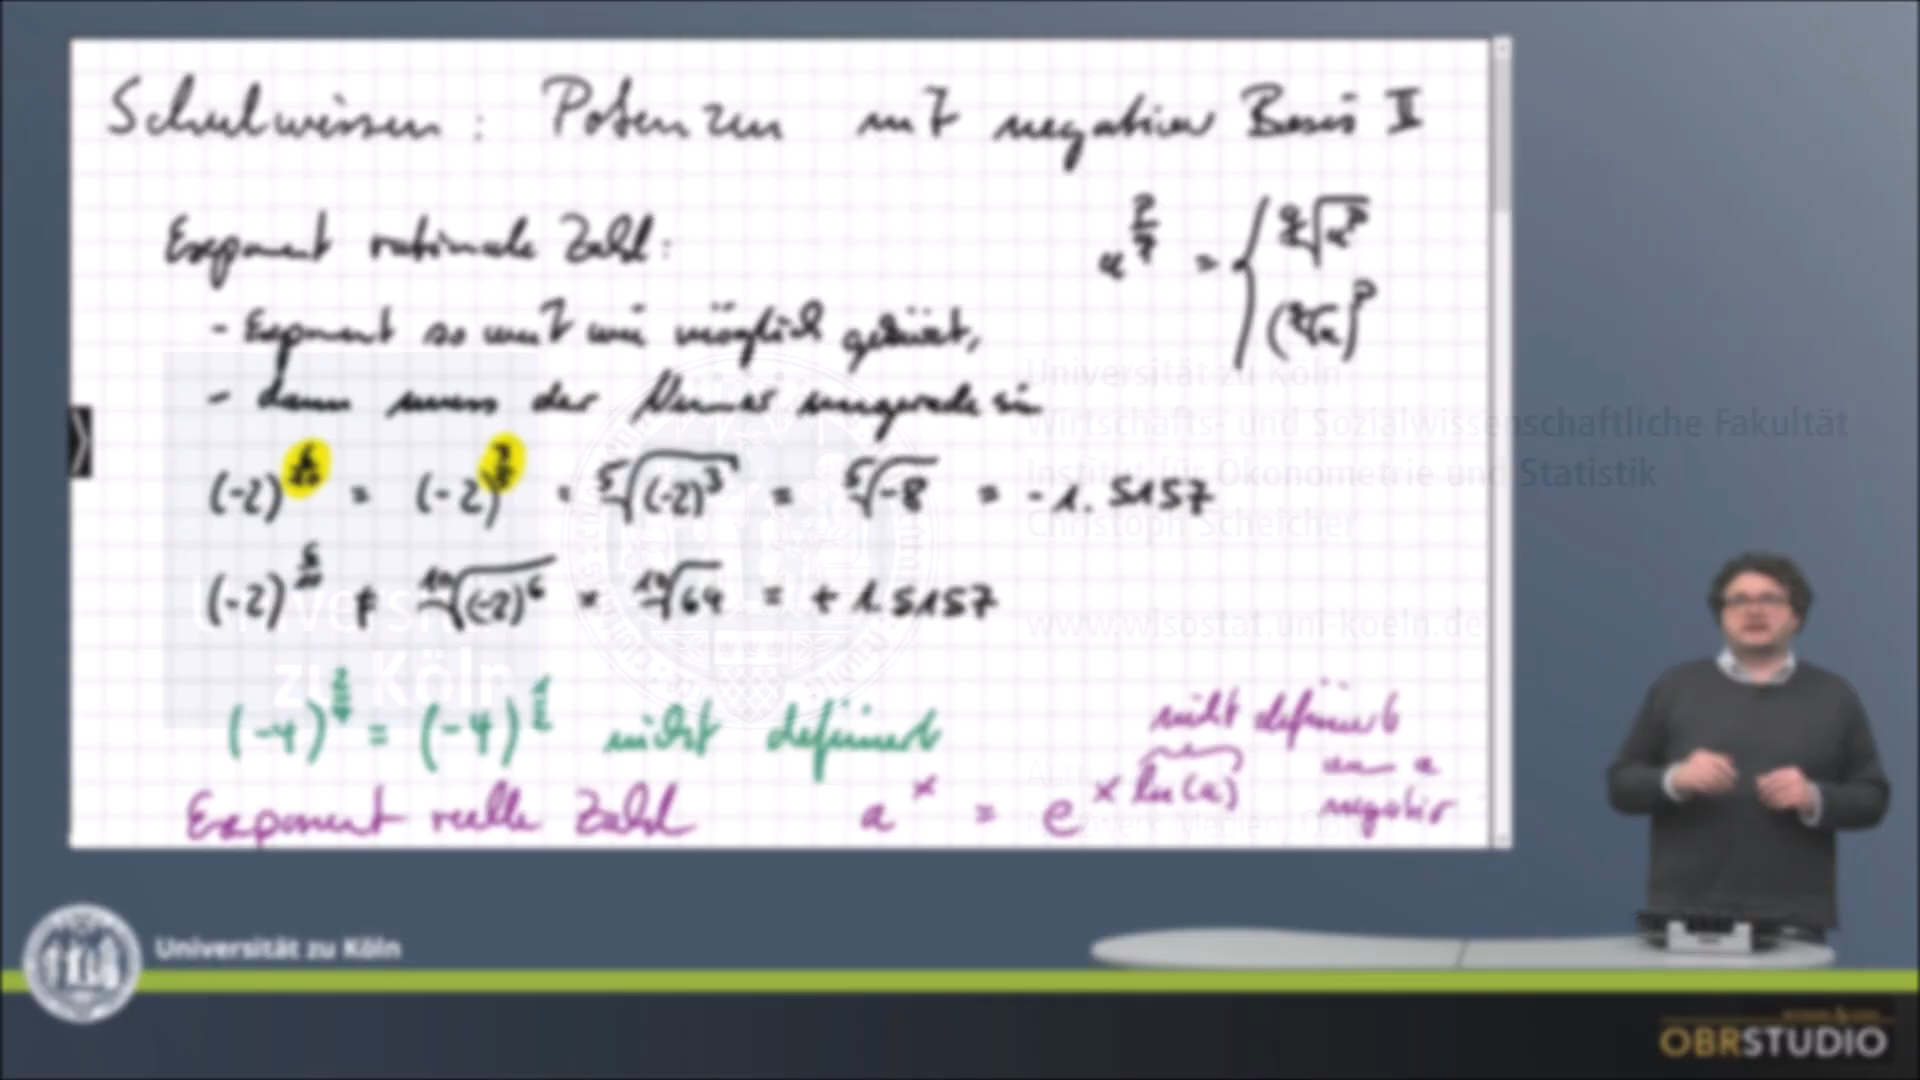 Schulwissen: Potenzen mit negativer Basis II
Exponent rationale Zahl:
a^(p/q) = { q√(a^p)
(q√a)^p
- Exponent so weit wie möglich gekürzt,
- dann muss der Nenner ungerade sein
(-2)^(6/10) = (-2)^(3/5) = 5√((-2)^3) = 5√(-8) = -1.5157
(-2)^(6/10) ≠ 10√((-2)^6) = 10√64 = +1.5157
(-4)^(2/4) = (-4)^(1/2) nicht definiert
Exponent reelle Zahl a^x = e^(x ln(a))
nicht definiert
wenn a
negativ
Universität zu Köln
Wirtschafts- und Sozialwissenschaftliche Fakultät
Institut für Ökonometrie und Statistik
Christoph Scheicher
www.wisostat.uni-koeln.de
Universität
zu Köln
Universität zu Köln
OBRSTUDIO